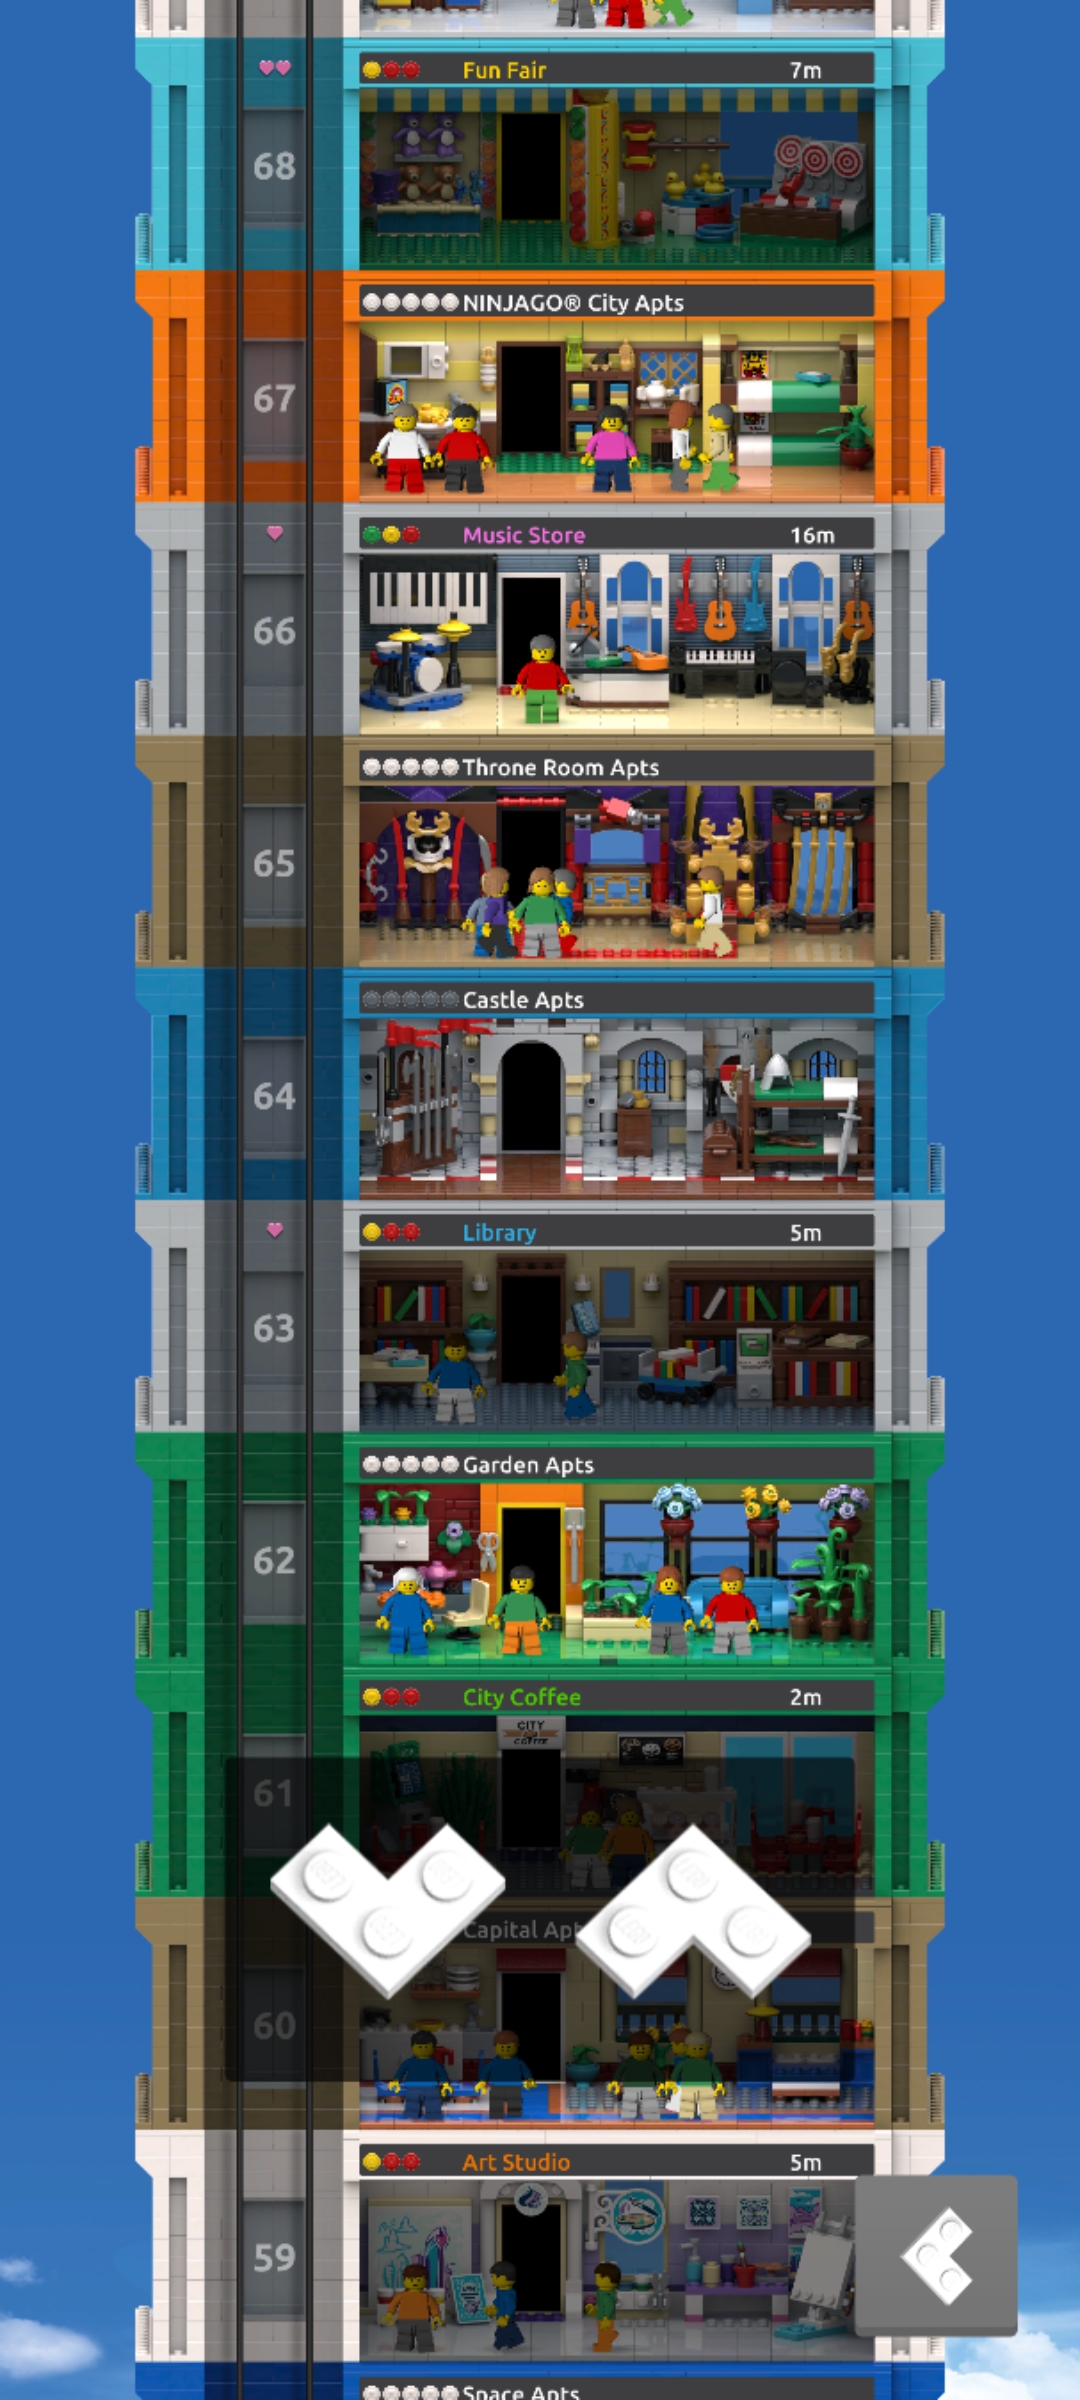 Fun Fair 7m
68
NINJAGO® City Apts
67
Music Store 16m
66
Throne Room Apts
65
Castle Apts
64
Library 5m
63
Garden Apts
62
City Coffee 2m
CITY
COFFEE
61
Capital Apt
60
Art Studio 5m
59
Space Apts